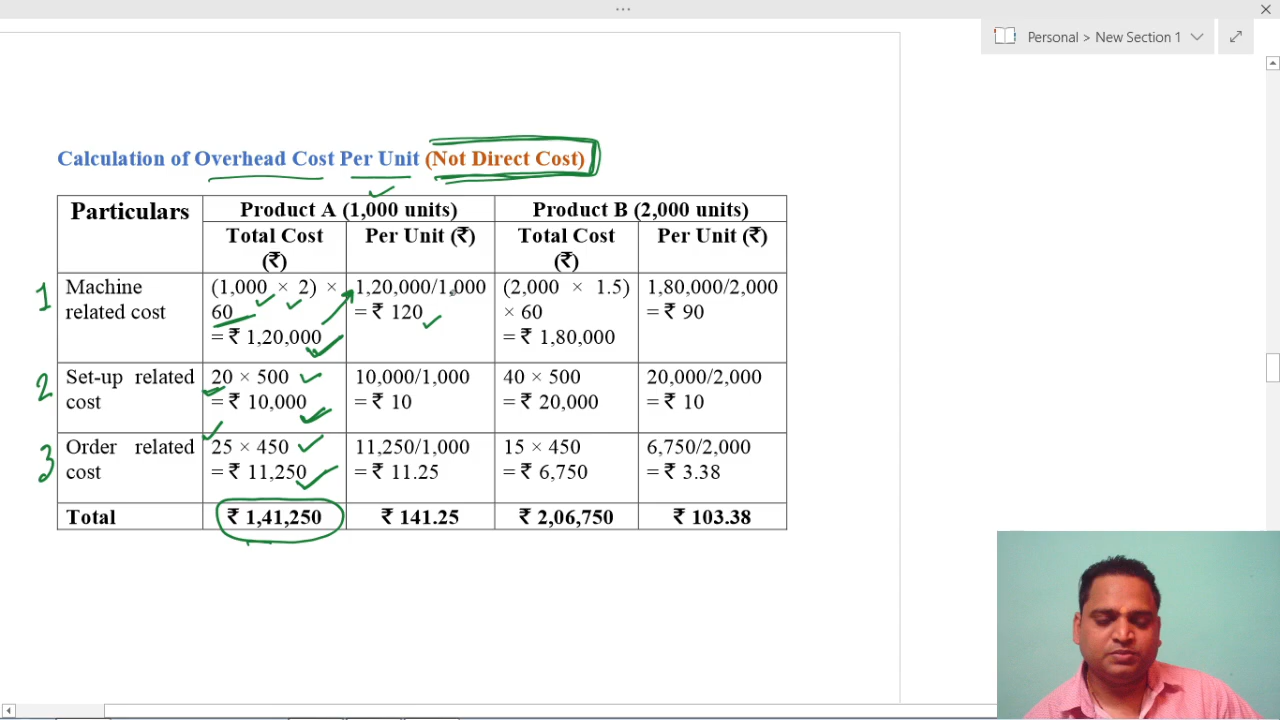 Personal > New Section 1
Calculation of Overhead Cost Per Unit (Not Direct Cost)
Particulars
Product A (1,000 units)
Product B (2,000 units)
Total Cost (₹)
Per Unit (₹)
Total Cost (₹)
Per Unit (₹)
1
Machine related cost
(1,000 × 2) ×
60
= ₹ 1,20,000
1,20,000/1,000
= ₹ 120
(2,000 × 1.5)
× 60
= ₹ 1,80,000
1,80,000/2,000
= ₹ 90
2
Set-up related cost
20 × 500
= ₹ 10,000
10,000/1,000
= ₹ 10
40 × 500
= ₹ 20,000
20,000/2,000
= ₹ 10
3
Order related cost
25 × 450
= ₹ 11,250
11,250/1,000
= ₹ 11.25
15 × 450
= ₹ 6,750
6,750/2,000
= ₹ 3.38
Total
₹ 1,41,250
₹ 141.25
₹ 2,06,750
₹ 103.38